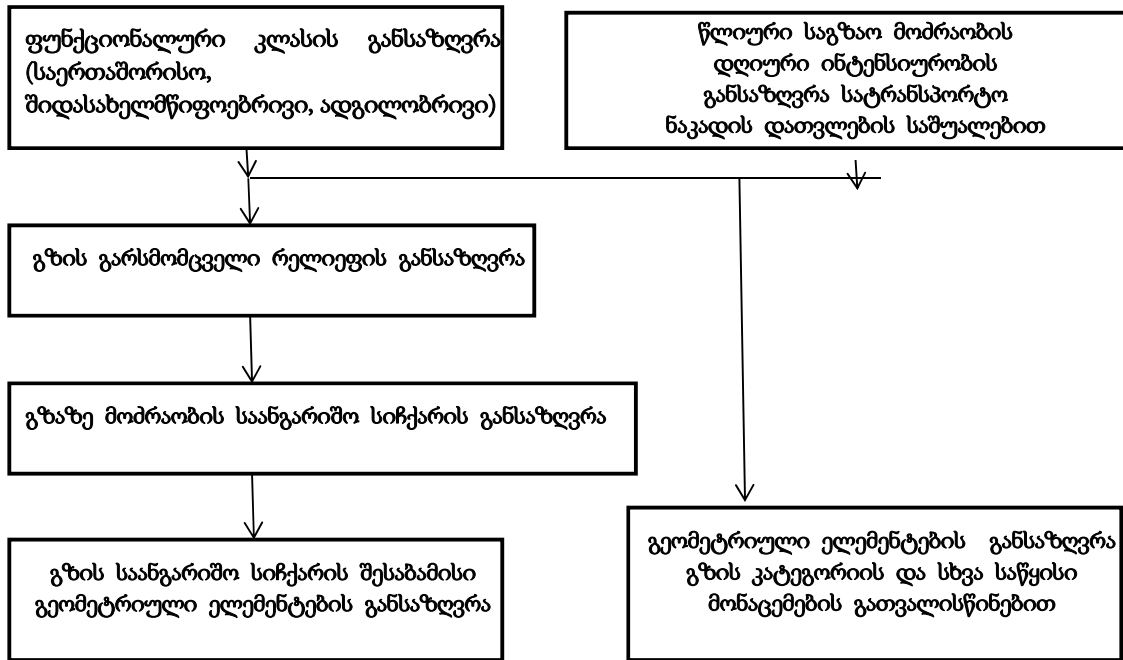 ფუნქციონალური კლასის განსაზღვრა
(საერთაშორისო,
შიდასახელმწიფოებრივი, ადგილობრივი)
წლიური საგზაო მოძრაობის
დღიური ინტენსიურობის
განსაზღვრა სატრანსპორტო
ნაკადის დათვლების საშუალებით
გზის გარსმომცველი რელიეფის განსაზღვრა
გზაზე მოძრაობის საანგარიშო სიჩქარის განსაზღვრა
გზის საანგარიშო სიჩქარის შესაბამისი
გეომეტრიული ელემენტების განსაზღვრა
გეომეტრიული ელემენტების განსაზღვრა
გზის კატეგორიის და სხვა საწყისი
მონაცემების გათვალისწინებით